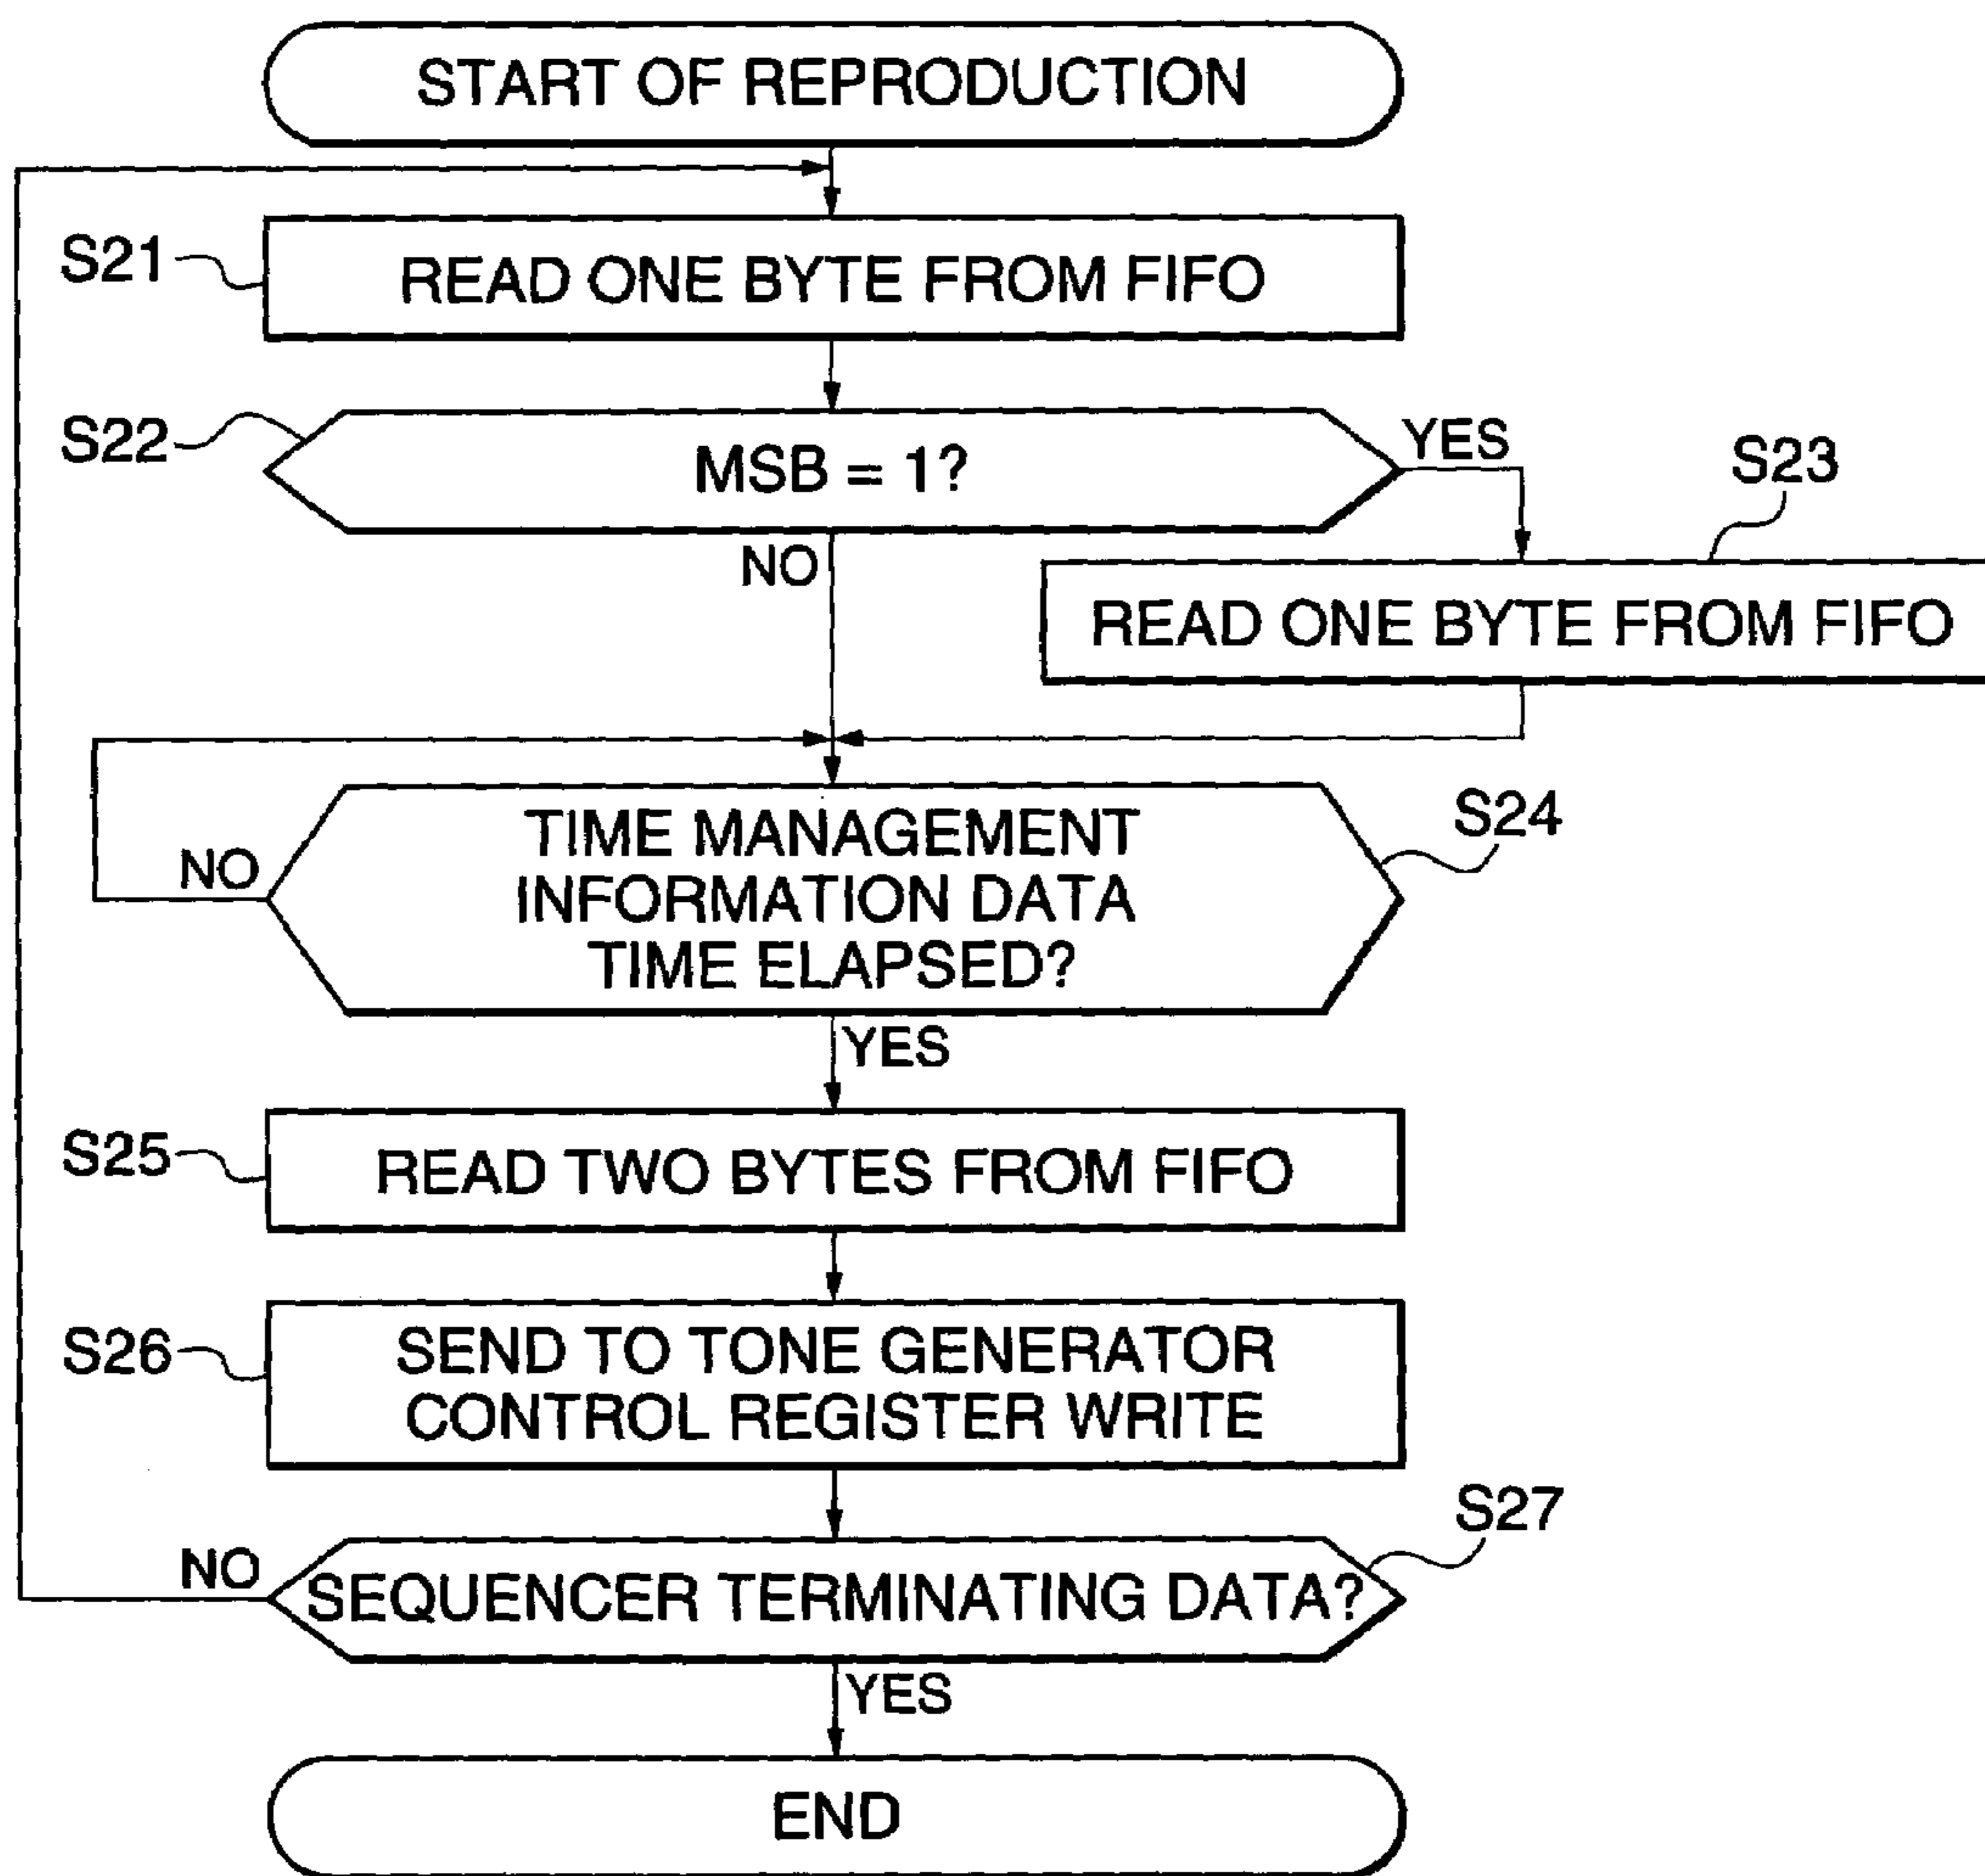 START OF REPRODUCTION
S21
READ ONE BYTE FROM FIFO
S22
MSB = 1?
YES
S23
NO
READ ONE BYTE FROM FIFO
TIME MANAGEMENT
INFORMATION DATA
TIME ELAPSED?
S24
NO
YES
S25
READ TWO BYTES FROM FIFO
S26
SEND TO TONE GENERATOR
CONTROL REGISTER WRITE
S27
NO
SEQUENCER TERMINATING DATA?
YES
END